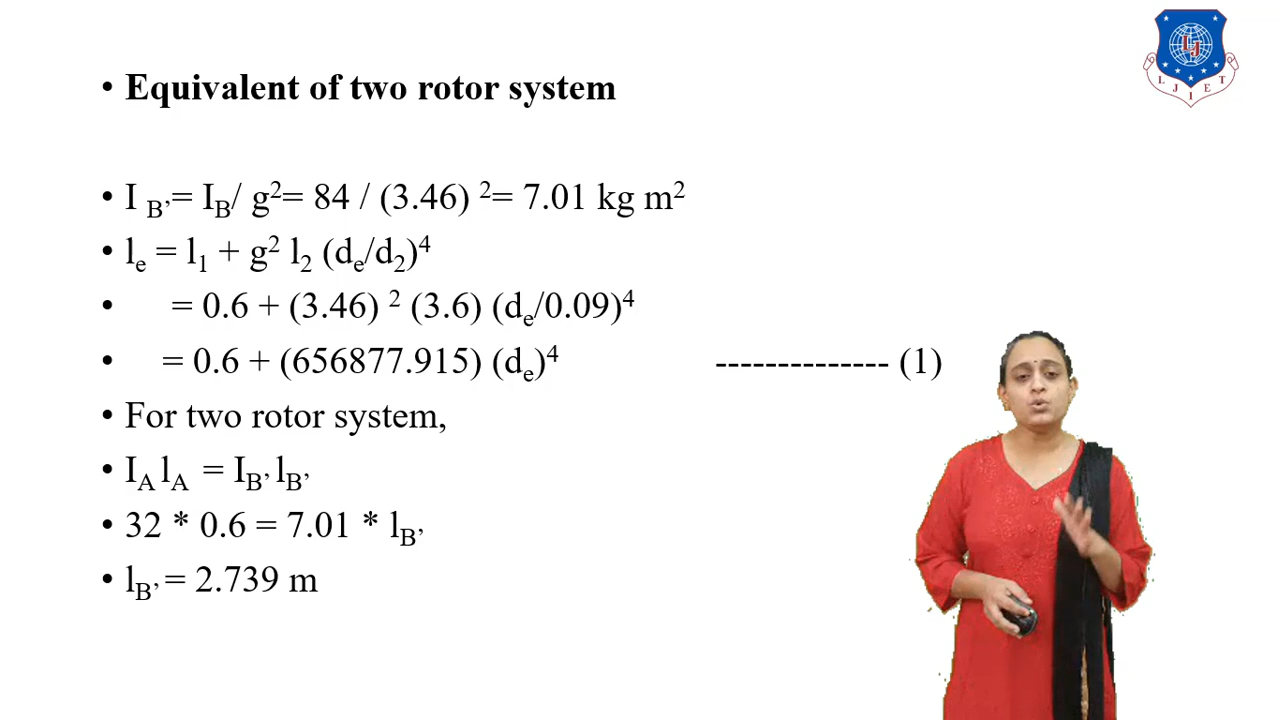 • Equivalent of two rotor system
• I B’= IB/ g2= 84 / (3.46) 2= 7.01 kg m2
• le = l1 + g2 l2 (de/d2)4
• = 0.6 + (3.46) 2 (3.6) (de/0.09)4
• = 0.6 + (656877.915) (de)4 -------------- (1)
• For two rotor system,
• IA lA = IB’ lB’
• 32 * 0.6 = 7.01 * lB’
• lB’ = 2.739 m
LJ
L J I E T